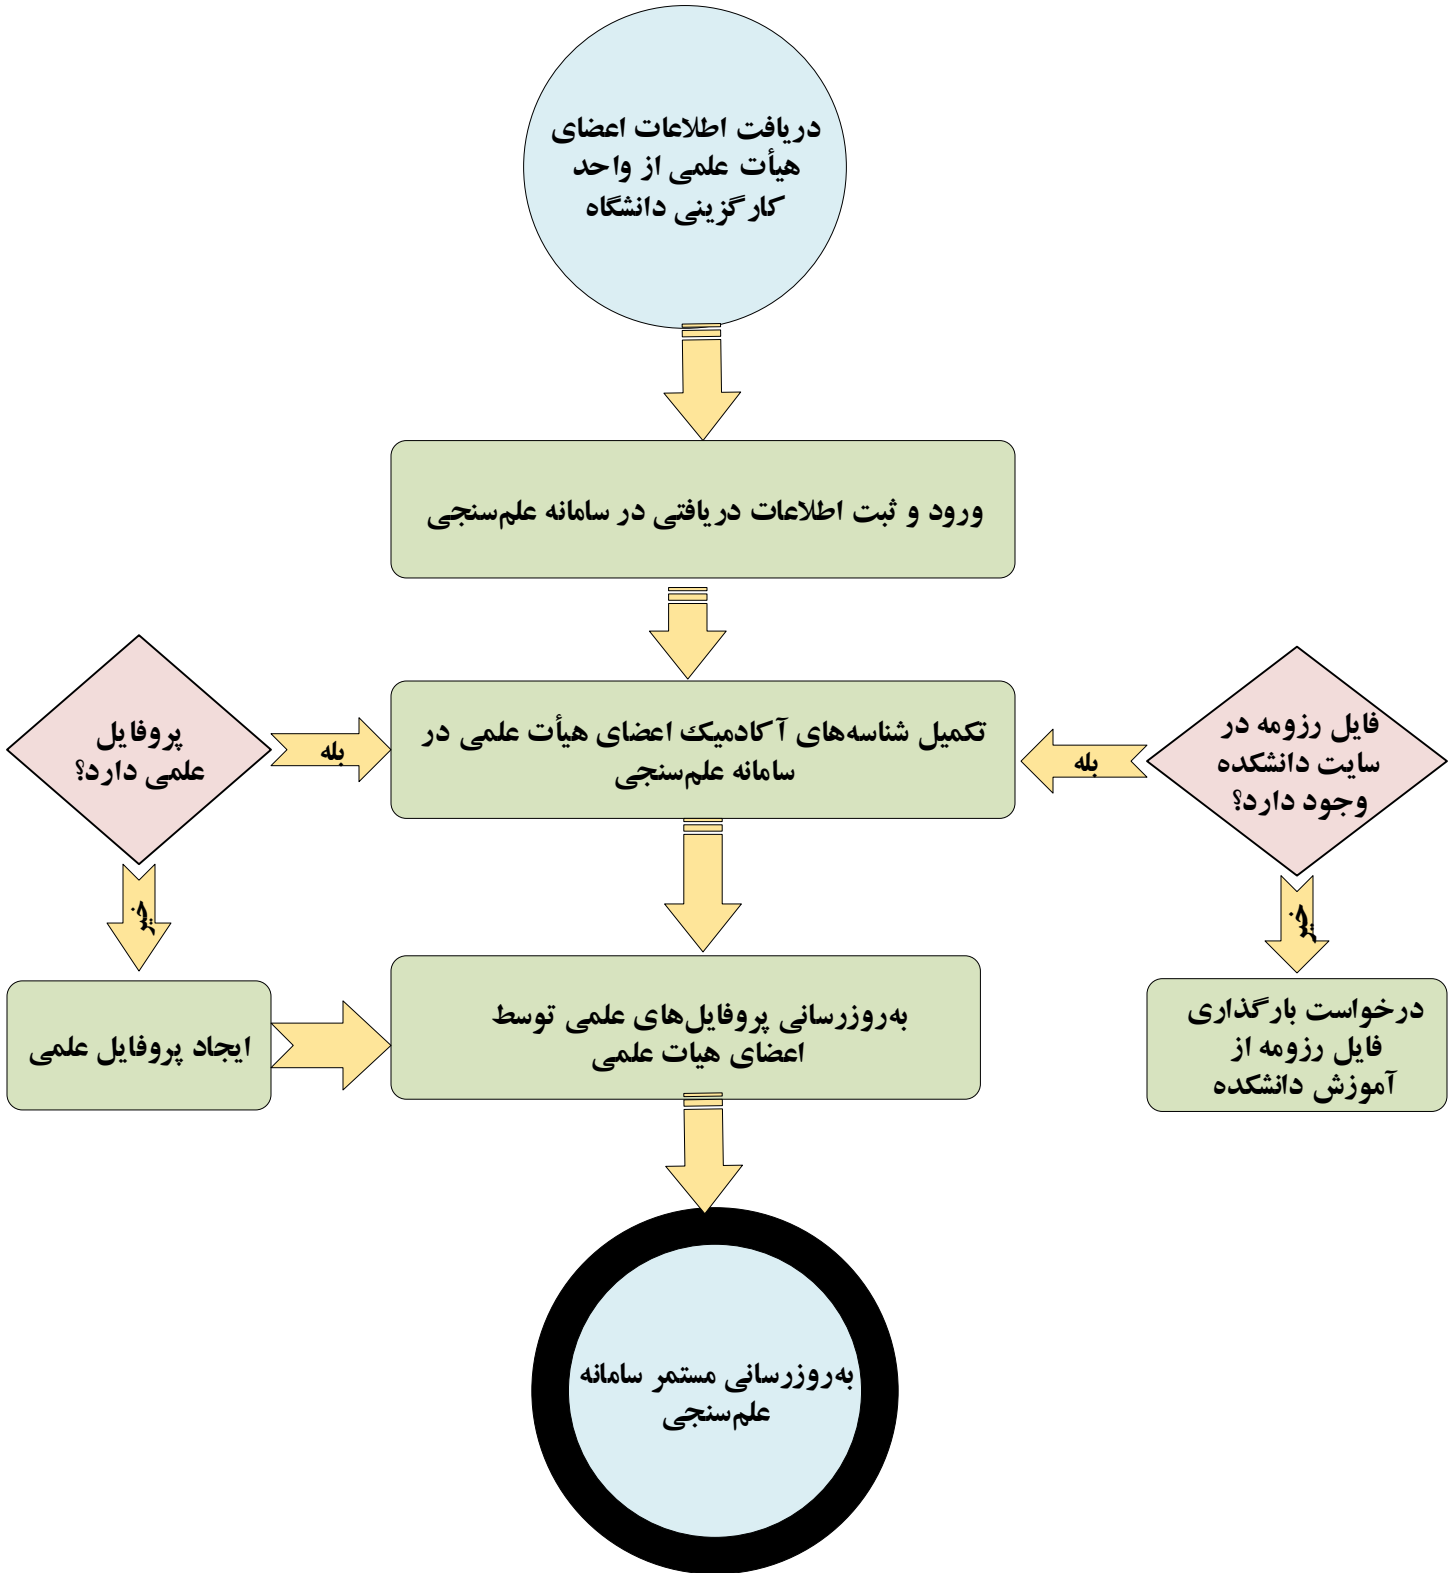 دریافت اطلاعات اعضای
هیأت علمی از واحد
کارگزینی دانشگاه
ورود و ثبت اطلاعات دریافتی در سامانه علم‌سنجی
فایل رزومه در
سایت دانشکده
وجود دارد؟
بله
تکمیل شناسه‌های آکادمیک اعضای هیأت علمی در
سامانه علم‌سنجی
بله
پروفایل
علمی دارد؟
خیر
خیر
درخواست بارگذاری
فایل رزومه از
آموزش دانشکده
به‌روزرسانی پروفایل‌های علمی توسط
اعضای هیات علمی
ایجاد پروفایل علمی
به‌روزرسانی مستمر سامانه
علم‌سنجی